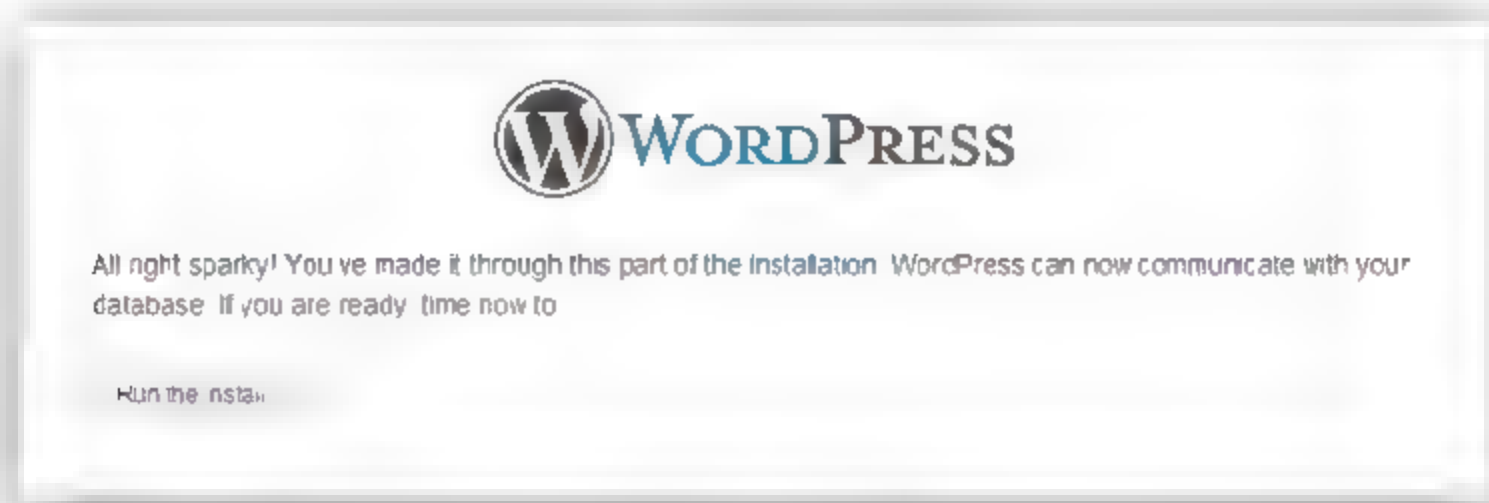 WORDPRESS
All right sparky! You've made it through this part of the installation. WordPress can now communicate with your
database. If you are ready, time now to
Run the install